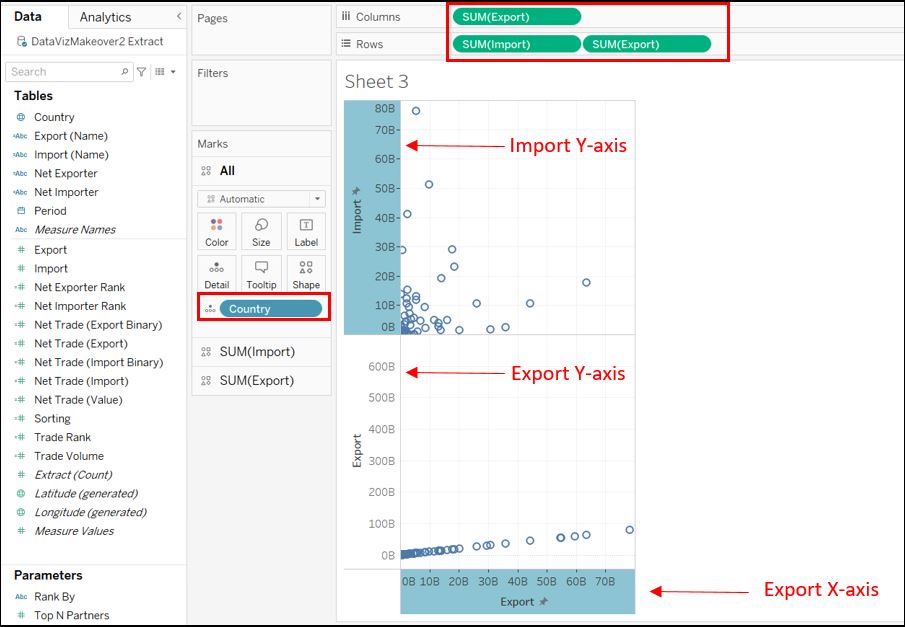 Data
Analytics
DataVizMakeover2 Extract
Search
Tables
Country
Abc Export (Name)
Abc Import (Name)
Abc Net Exporter
Abc Net Importer
Period
Abc Measure Names
Export
Import
Net Exporter Rank
Net Importer Rank
Net Trade (Export Binary)
Net Trade (Export)
Net Trade (Import Binary)
Net Trade (Import)
Net Trade (Value)
Sorting
Trade Rank
Trade Volume
Extract (Count)
Latitude (generated)
Longitude (generated)
Measure Values
Parameters
Abc Rank By
Top N Partners
Pages
Filters
Marks
All
Automatic
Color Size Label
Detail Tooltip Shape
Country
SUM(Import)
SUM(Export)
Columns SUM(Export)
Rows SUM(Import) SUM(Export)
Sheet 3
80B
70B
60B
50B
40B
30B
20B
10B
0B
Import
Import Y-axis
600B
500B
400B
300B
200B
100B
0B
Export
Export Y-axis
0B 10B 20B 30B 40B 50B 60B 70B
Export
Export X-axis